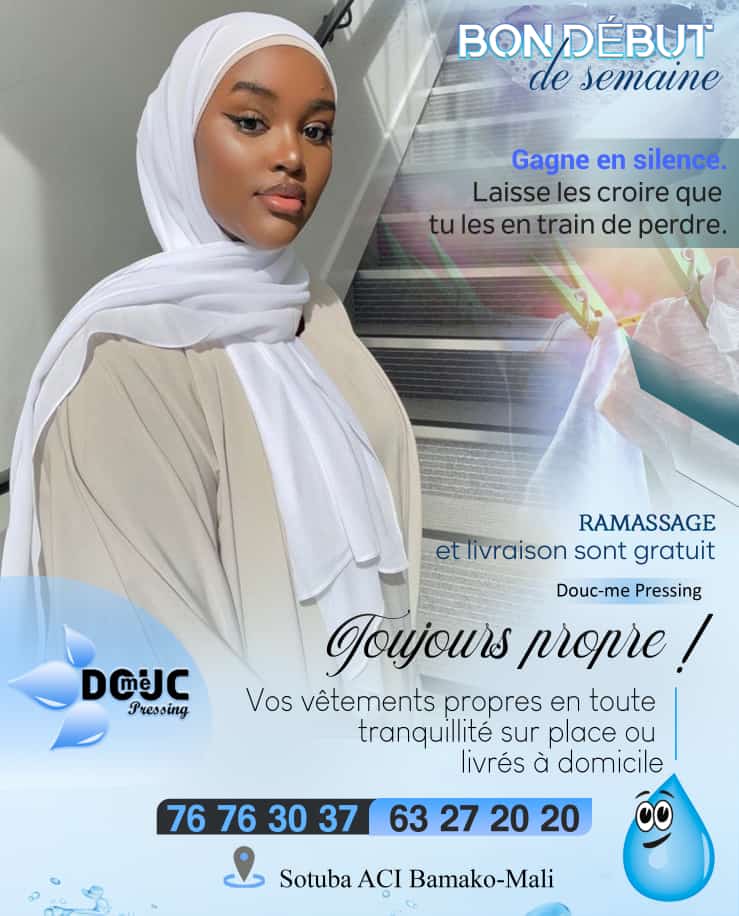 BON DÉBUT
de semaine
Gagne en silence.
Laisse les croire que
tu les en train de perdre.
RAMASSAGE
et livraison sont gratuit
Douc-me Pressing
Toujours propre !
DOUC
me
Pressing
Vos vêtements propres en toute
tranquillité sur place ou
livrés à domicile
76 76 30 37 63 27 20 20
Sotuba ACI Bamako-Mali